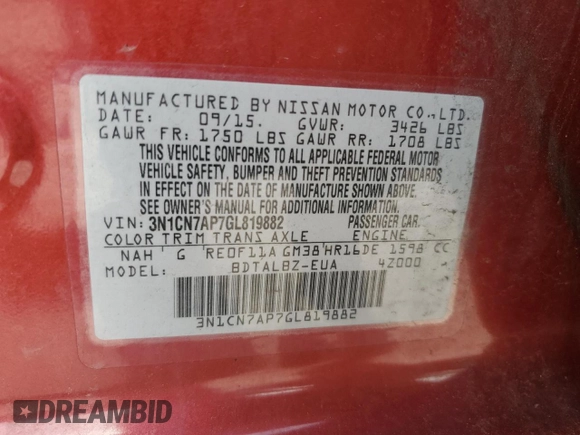 MANUFACTURED BY NISSAN MOTOR CO.,LTD.
DATE: 09/15. GVWR: 3426 LBS
GAWR FR: 1750 LBS GAWR RR: 1708 LBS
THIS VEHICLE CONFORMS TO ALL APPLICABLE FEDERAL MOTOR
VEHICLE SAFETY, BUMPER AND THEFT PREVENTION STANDARDS
IN EFFECT ON THE DATE OF MANUFACTURE SHOWN ABOVE.
SEE OWNER'S MANUAL FOR ADDITIONAL INFORMATION.
VIN: 3N1CN7AP7GL819882 PASSENGER CAR.
COLOR TRIM TRANS AXLE ENGINE
NAH G RE0F11A GM38 HR16DE 1598 CC
MODEL: BDTALBZ-EUA 42000
3N1CN7AP7GL819882
DREAMBID